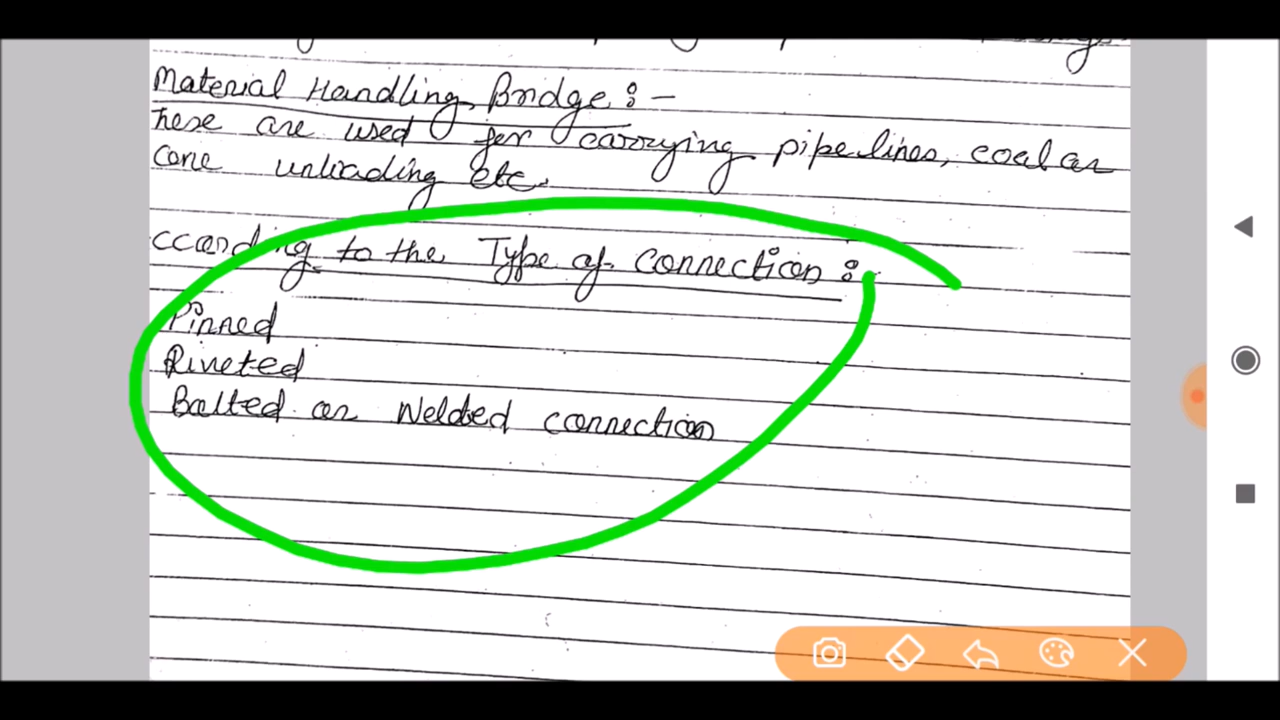 Material Handling Bridge :-
hese are used for carrying pipelines, coal or
cone unloading etc.
ccording to the Type of connection :-
Pinned
Riveted
Bolted or Welded connection